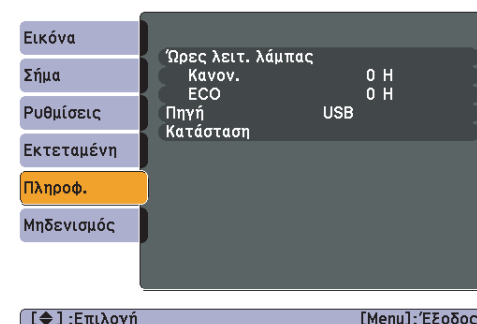 Εικόνα
Σήμα
Ρυθμίσεις
Εκτεταμένη
Πληροφ.
Μηδενισμός
Ώρες λειτ. λάμπας
Κανον. 0 H
ECO 0 H
Πηγή USB
Κατάσταση
[◆] :Επιλογή [Menu]:Έξοδος